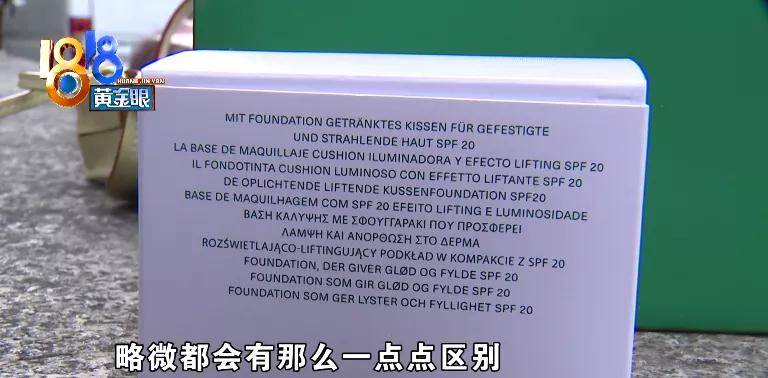 1818
HUANG JIN YAN
黄金眼
MIT FOUNDATION GETRÄNKTES KISSEN FÜR GEFESTIGTE
UND STRAHLENDE HAUT SPF 20
LA BASE DE MAQUILLAJE CUSHION ILUMINADORA Y EFECTO LIFTING SPF 20
IL FONDOTINTA CUSHION LUMINOSO CON EFFETTO LIFTANTE SPF 20
DE OPLICHTENDE LIFTENDE KUSSENFOUNDATION SPF20
BASE DE MAQUILHAGEM COM SPF 20 EFEITO LIFTING E LUMINOSIDADE
ΒΑΣΗ ΚΑΛΥΨΗΣ ΜΕ ΣΦΟΥΓΓΑΡΑΚΙ ΠΟΥ ΠΡΟΣΦΕΡΕΙ
ΛΑΜΨΗ ΚΑΙ ΑΝΟΡΘΩΣΗ ΣΤΟ ΔΕΡΜΑ
ROZŚWIETLAJĄCO-LIFTINGUJĄCY PODKŁAD W KOMPAKCIE Z SPF 20
FOUNDATION, DER GIVER GLØD OG FYLDE SPF 20
FOUNDATION SOM GIR GLØD OG FYLDE SPF 20
FOUNDATION SOM GER LYSTER OCH FYLLIGHET SPF 20
略微都会有那么一点点区别